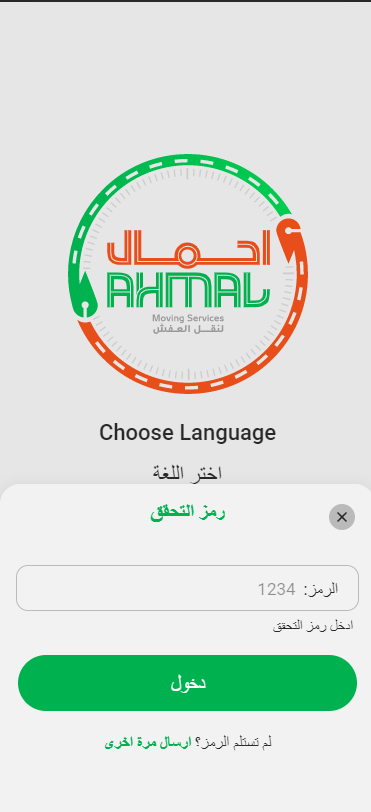 احمال
AHMAL
Moving Services
لنقل العفش
Choose Language
اختر اللغة
رمز التحقق
الرمز: 1234
ادخل رمز التحقق
دخول
لم تستلم الرمز؟ ارسال مرة اخرى